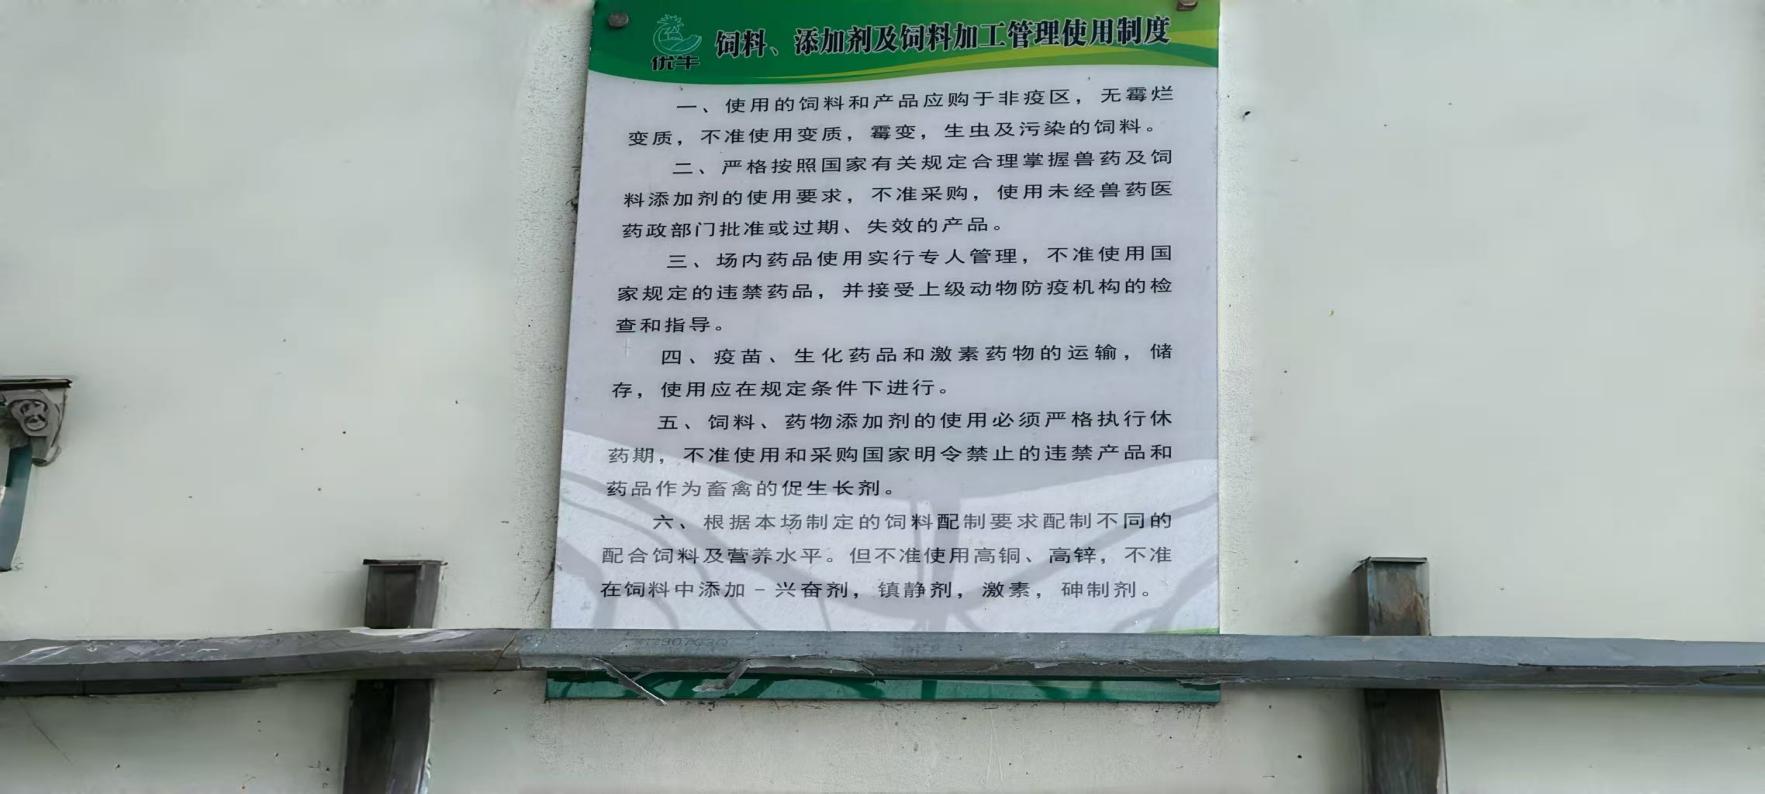 优牛
饲料、添加剂及饲料加工管理使用制度
一、使用的饲料和产品应购于非疫区，无霉烂
变质，不准使用变质，霉变，生虫及污染的饲料。
二、严格按照国家有关规定合理掌握兽药及饲
料添加剂的使用要求，不准采购，使用未经兽药医
药政部门批准或过期、失效的产品。
三、场内药品使用实行专人管理，不准使用国
家规定的违禁药品，并接受上级动物防疫机构的检
查和指导。
四、疫苗、生化药品和激素药物的运输，储
存，使用应在规定条件下进行。
五、饲料、药物添加剂的使用必须严格执行休
药期，不准使用和采购国家明令禁止的违禁产品和
药品作为畜禽的促生长剂。
六、根据本场制定的饲料配制要求配制不同的
配合饲料及营养水平。但不准使用高铜、高锌，不准
在饲料中添加－兴奋剂，镇静剂，激素，砷制剂。